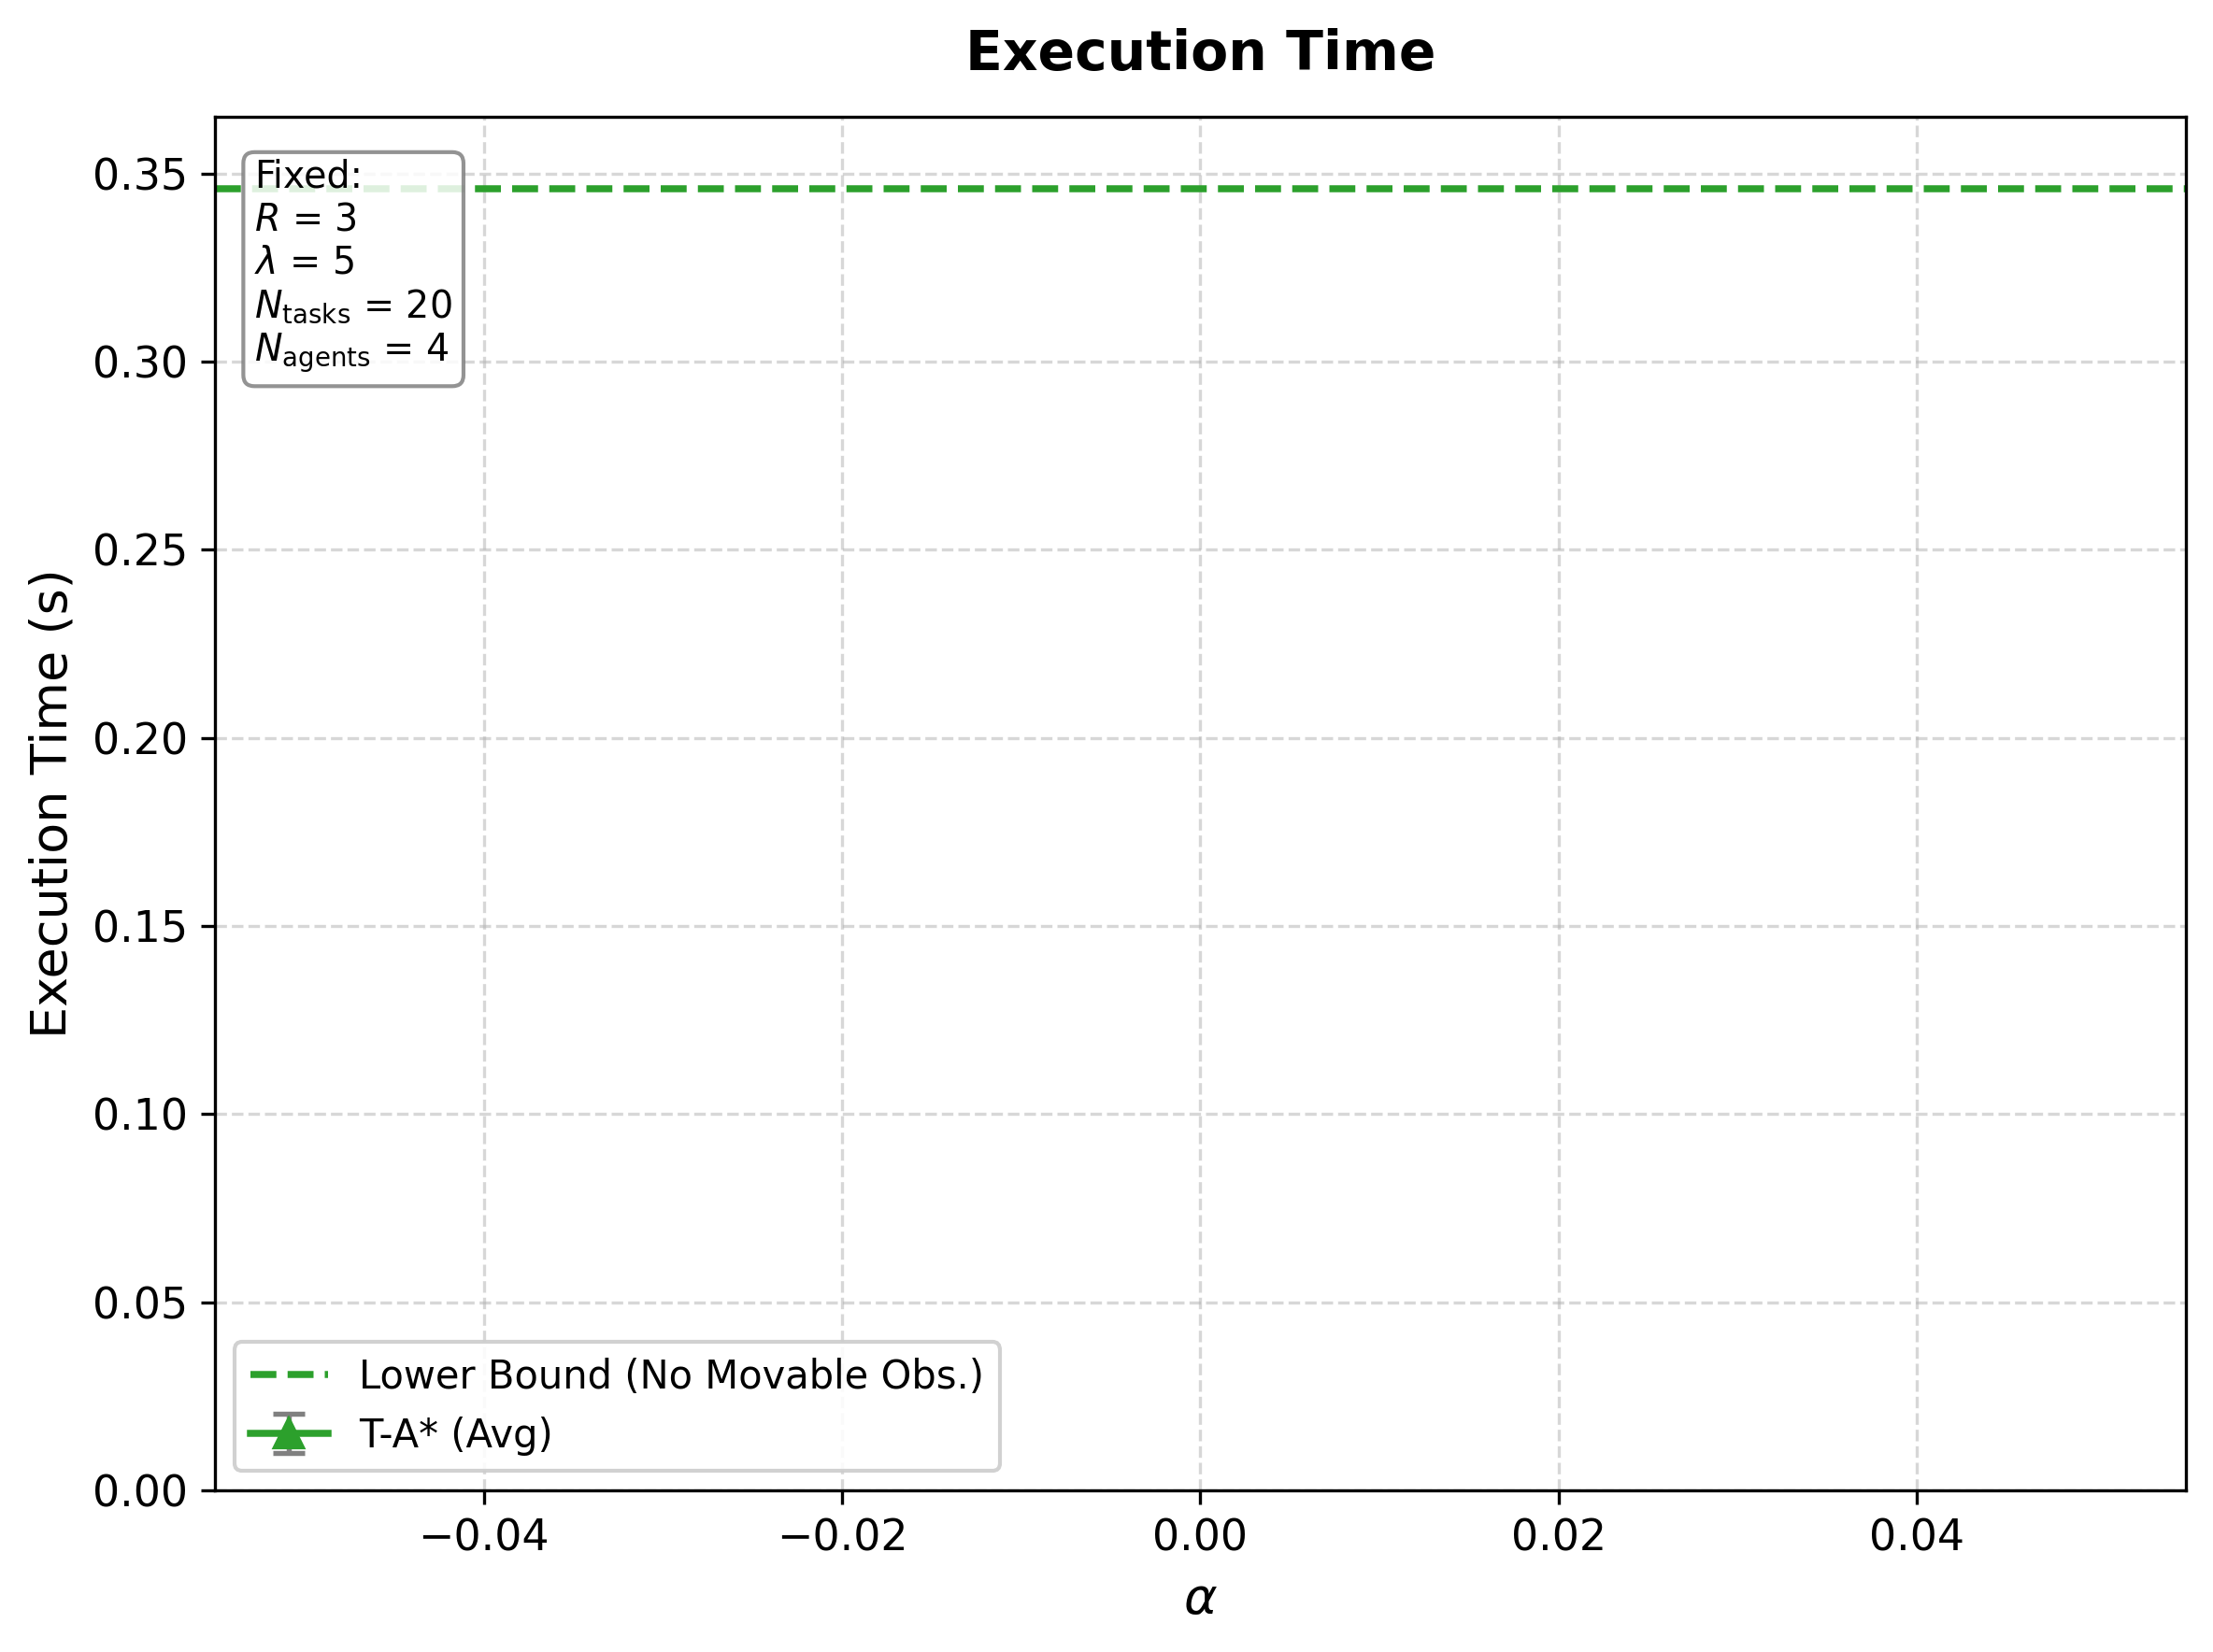 Execution Time
Fixed:
R = 3
λ = 5
N_tasks = 20
N_agents = 4
Execution Time (s)
0.35
0.30
0.25
0.20
0.15
0.10
0.05
0.00
Lower Bound (No Movable Obs.)
T-A* (Avg)
−0.04 −0.02 0.00 0.02 0.04
α